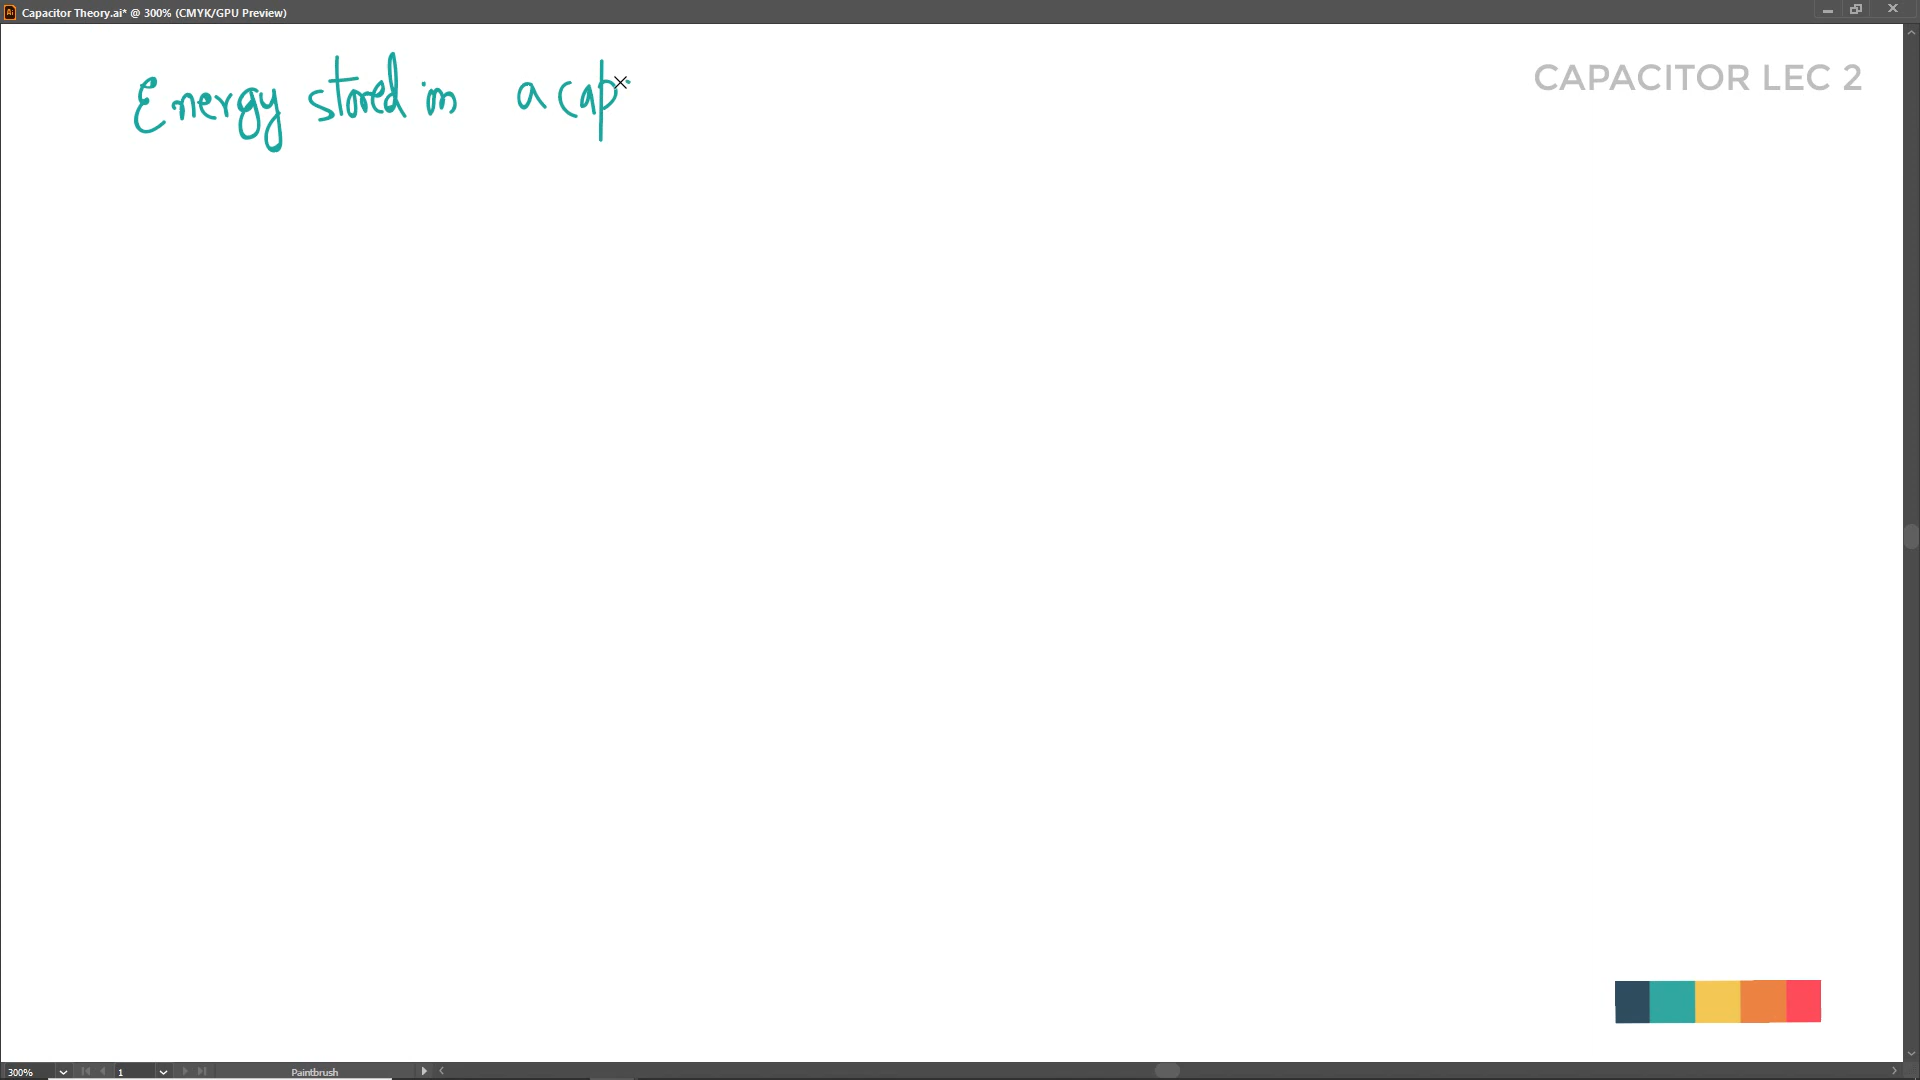 Capacitor Theory.ai* @ 300% (CMYK/GPU Preview)
Energy stored in a cap
CAPACITOR LEC 2
300%
1
Paintbrush